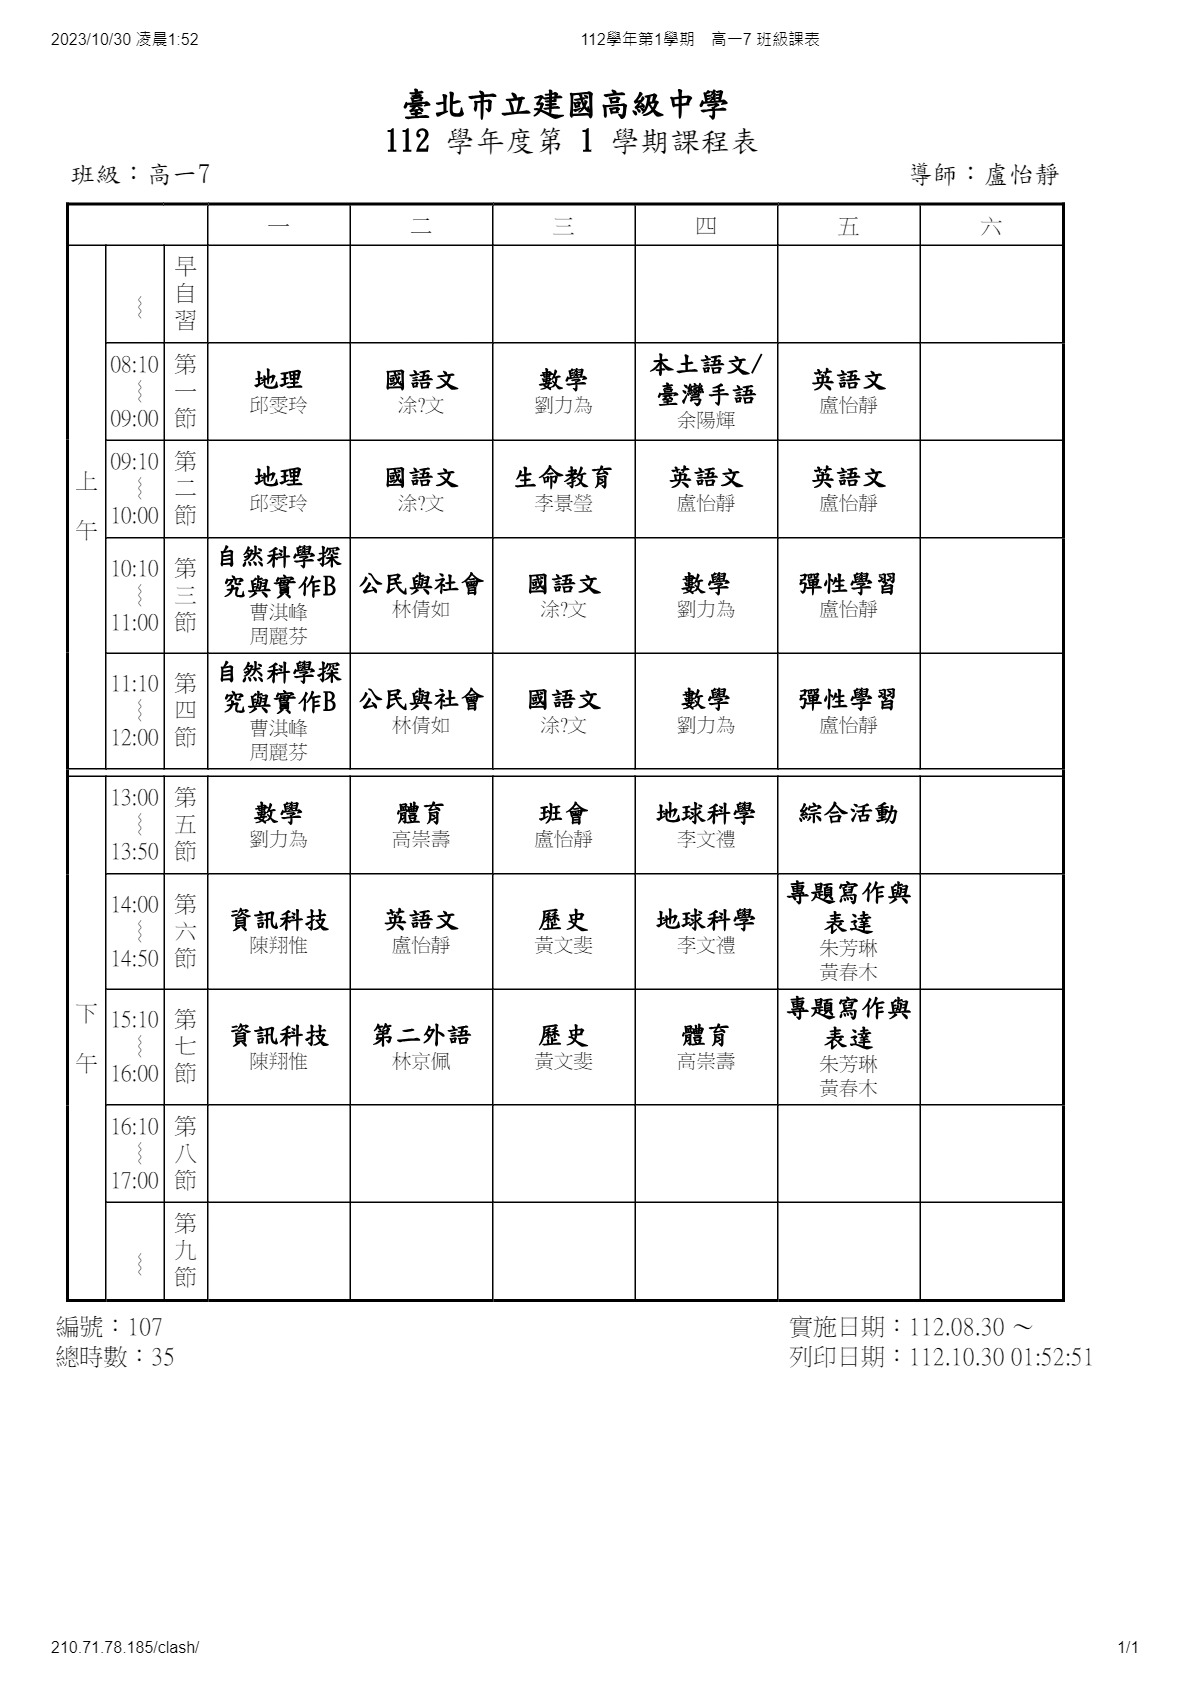 2023/10/30 凌晨1:52
112學年第1學期　高一7 班級課表
臺北市立建國高級中學
112 學年度第 1 學期課程表
班級：高一7
導師：盧怡靜
一 二 三 四 五 六
上午
～
早自習
08:10
～
09:00
第一節
地理
邱雯玲
國語文
涂?文
數學
劉力為
本土語文/
臺灣手語
余陽輝
英語文
盧怡靜
09:10
～
10:00
第二節
地理
邱雯玲
國語文
涂?文
生命教育
李景瑩
英語文
盧怡靜
英語文
盧怡靜
10:10
～
11:00
第三節
自然科學探
究與實作B
曹淇峰
周麗芬
公民與社會
林倩如
國語文
涂?文
數學
劉力為
彈性學習
盧怡靜
11:10
～
12:00
第四節
自然科學探
究與實作B
曹淇峰
周麗芬
公民與社會
林倩如
國語文
涂?文
數學
劉力為
彈性學習
盧怡靜
下午
13:00
～
13:50
第五節
數學
劉力為
體育
高崇壽
班會
盧怡靜
地球科學
李文禮
綜合活動
14:00
～
14:50
第六節
資訊科技
陳翔惟
英語文
盧怡靜
歷史
黃文斐
地球科學
李文禮
專題寫作與
表達
朱芳琳
黃春木
15:10
～
16:00
第七節
資訊科技
陳翔惟
第二外語
林京佩
歷史
黃文斐
體育
高崇壽
專題寫作與
表達
朱芳琳
黃春木
16:10
～
17:00
第八節
～
第九節
編號：107
實施日期：112.08.30 ～
總時數：35
列印日期：112.10.30 01:52:51
210.71.78.185/clash/
1/1